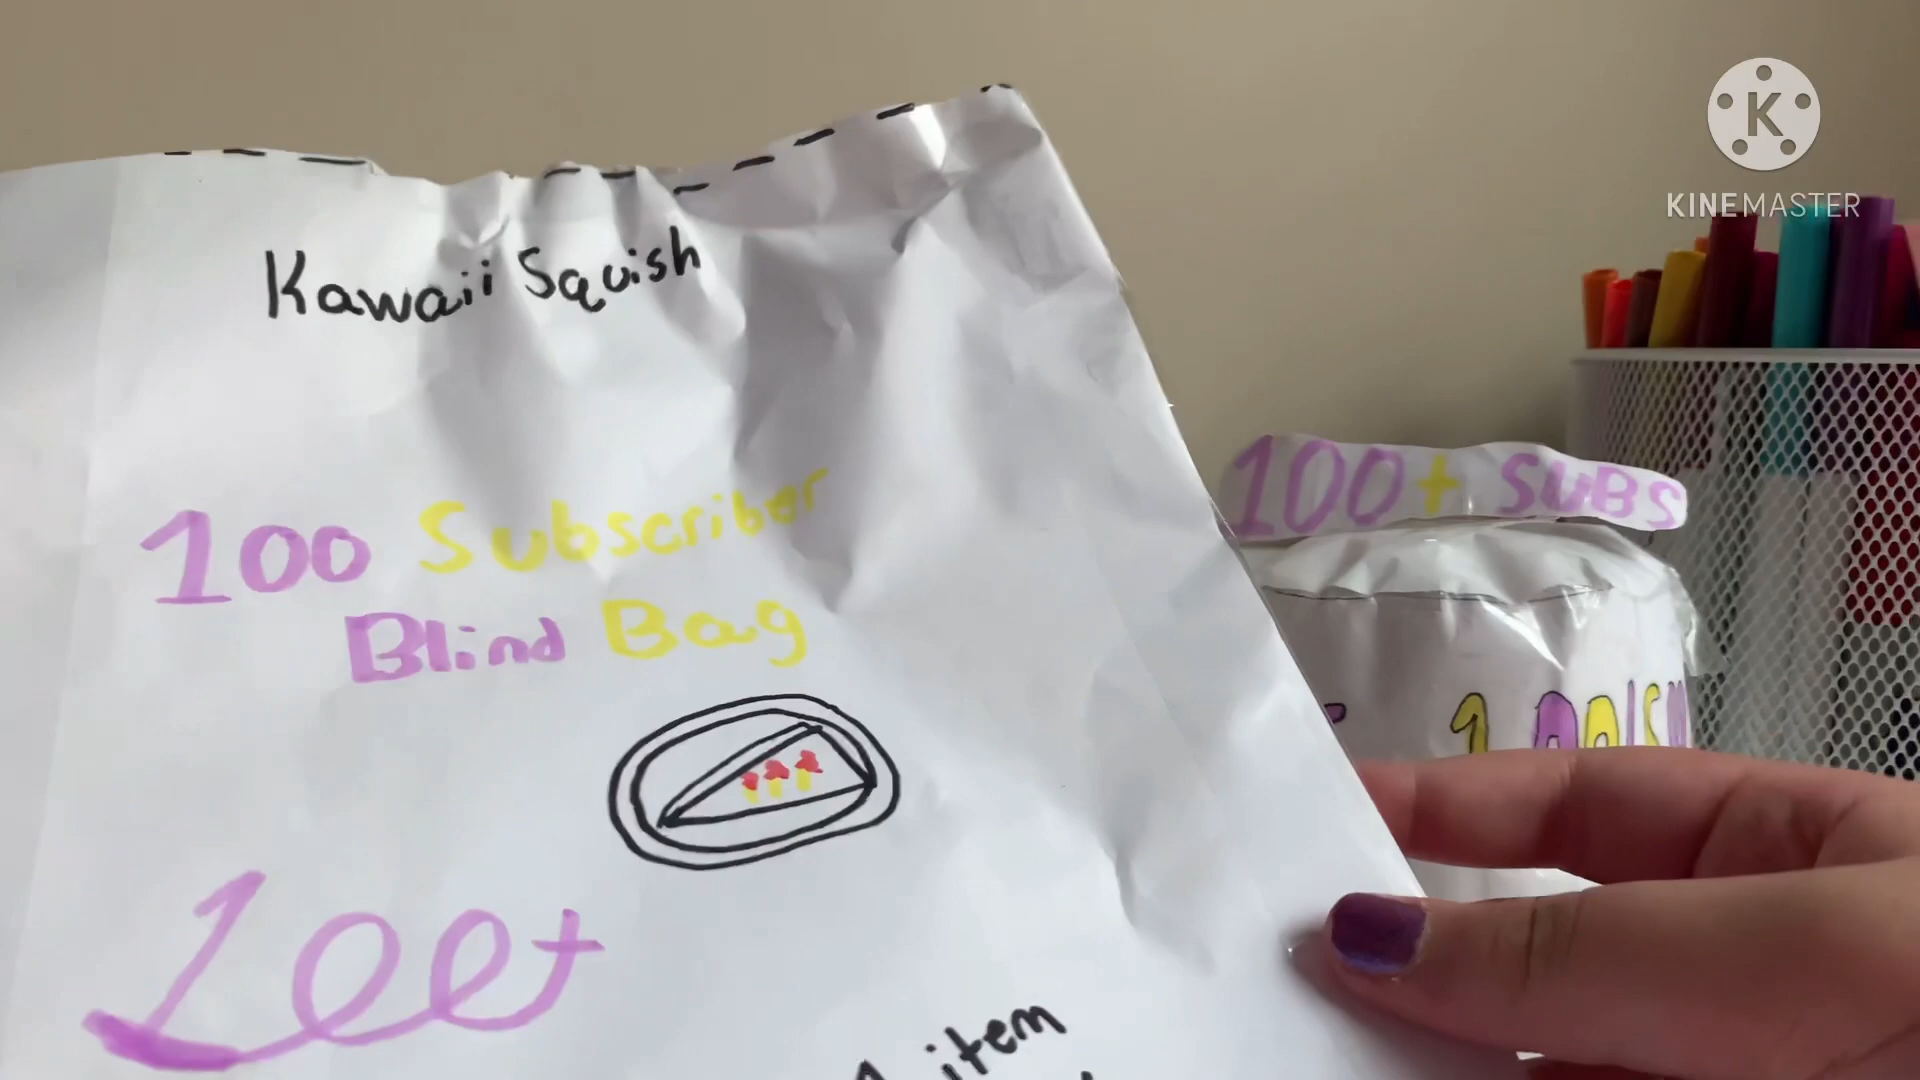 K
KINEMASTER
Kawaii Squish
100 Subscriber
Blind Bag
100+
item
100+ SUBS